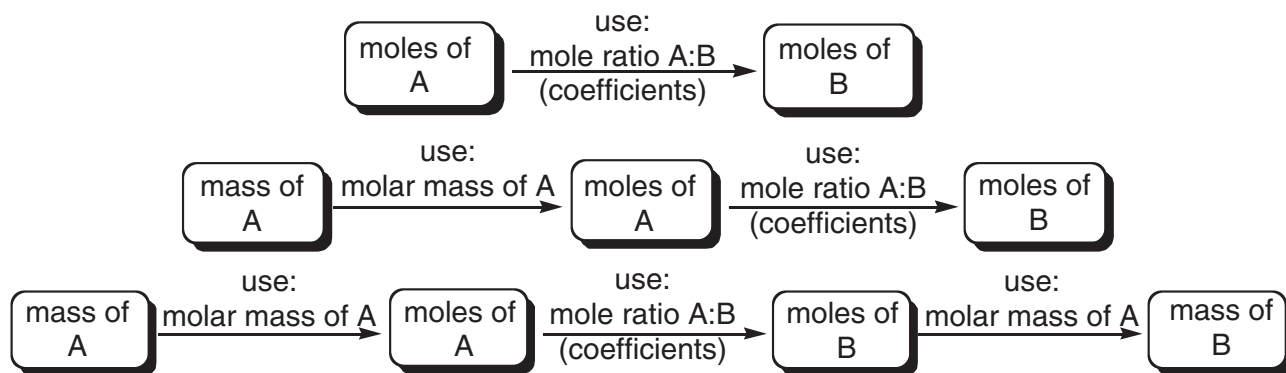 moles of
A
use:
mole ratio A:B
(coefficients)
moles of
B
mass of
A
use:
molar mass of A
moles of
A
use:
mole ratio A:B
(coefficients)
moles of
B
mass of
A
use:
molar mass of A
moles of
A
use:
mole ratio A:B
(coefficients)
moles of
B
use:
molar mass of A
mass of
B